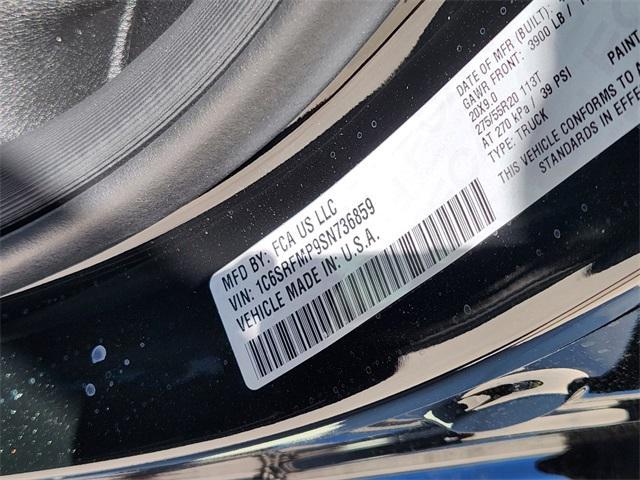 MFD BY: FCA US LLC
VIN: 1C6SRFMP9SN736859
VEHICLE MADE IN U.S.A.
DATE OF MFR (BUILT):
GAWR FRONT: 3900 LB /
20X9.0
275/55R20 113T
AT 270 kPa / 39 PSI
TYPE: TRUCK
PAINT
THIS VEHICLE CONFORMS TO A
STANDARDS IN EFFE